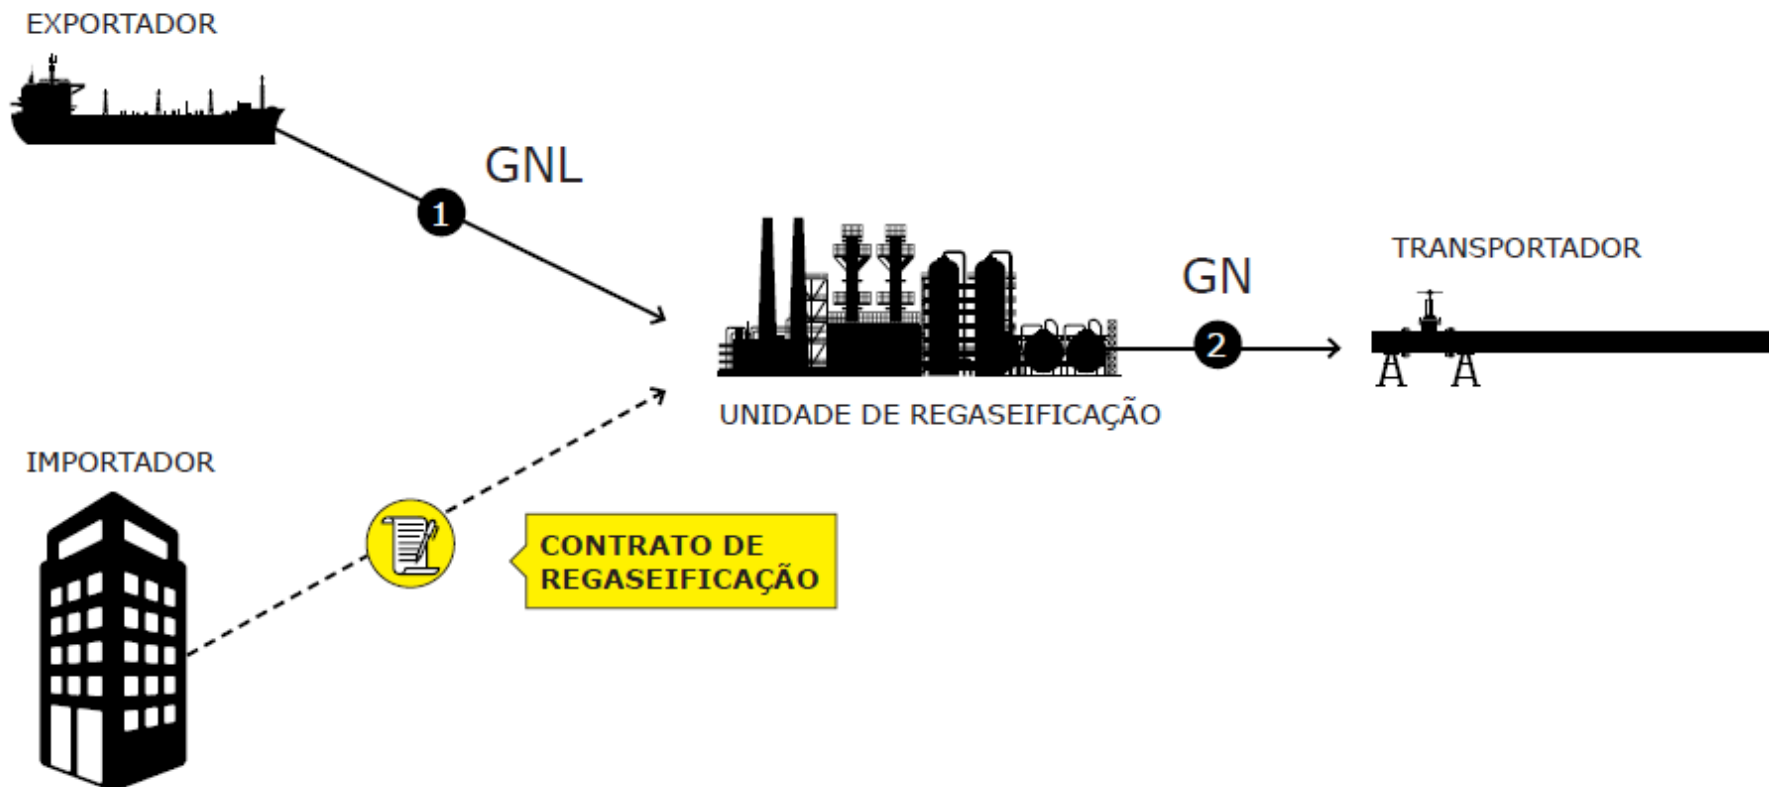 EXPORTADOR
GNL
1
TRANSPORTADOR
GN
2
UNIDADE DE REGASEIFICAÇÃO
IMPORTADOR
CONTRATO DE
REGASEIFICAÇÃO